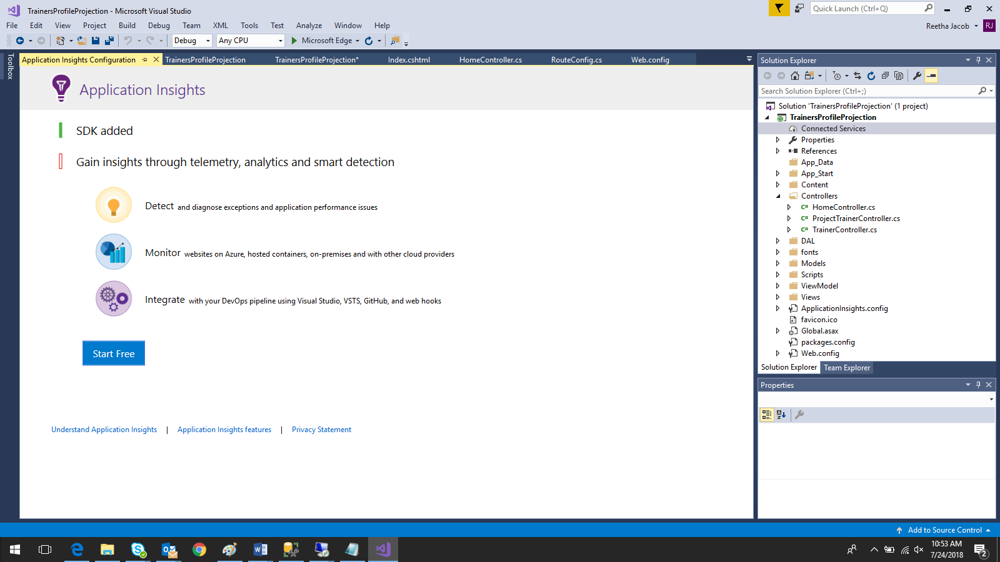 TrainersProfileProjection - Microsoft Visual Studio
Quick Launch (Ctrl+Q)
File Edit View Project Build Debug Team XML Tools Test Analyze Window Help
Reetha Jacob RJ
Debug Any CPU Microsoft Edge
Toolbox
Application Insights Configuration TrainersProfileProjection TrainersProfileProjection* Index.cshtml HomeController.cs RouteConfig.cs Web.config
Application Insights
SDK added
Gain insights through telemetry, analytics and smart detection
Detect and diagnose exceptions and application performance issues
Monitor websites on Azure, hosted containers, on-premises and with other cloud providers
Integrate with your DevOps pipeline using Visual Studio, VSTS, GitHub, and web hooks
Start Free
Understand Application Insights | Application Insights features | Privacy Statement
Solution Explorer
Search Solution Explorer (Ctrl+;)
Solution 'TrainersProfileProjection' (1 project)
TrainersProfileProjection
Connected Services
Properties
References
App_Data
App_Start
Content
Controllers
C# HomeController.cs
C# ProjectTrainerController.cs
C# TrainerController.cs
DAL
fonts
Models
Scripts
ViewModel
Views
ApplicationInsights.config
favicon.ico
Global.asax
packages.config
Web.config
Solution Explorer Team Explorer
Properties
Add to Source Control
10:53 AM
7/24/2018
2